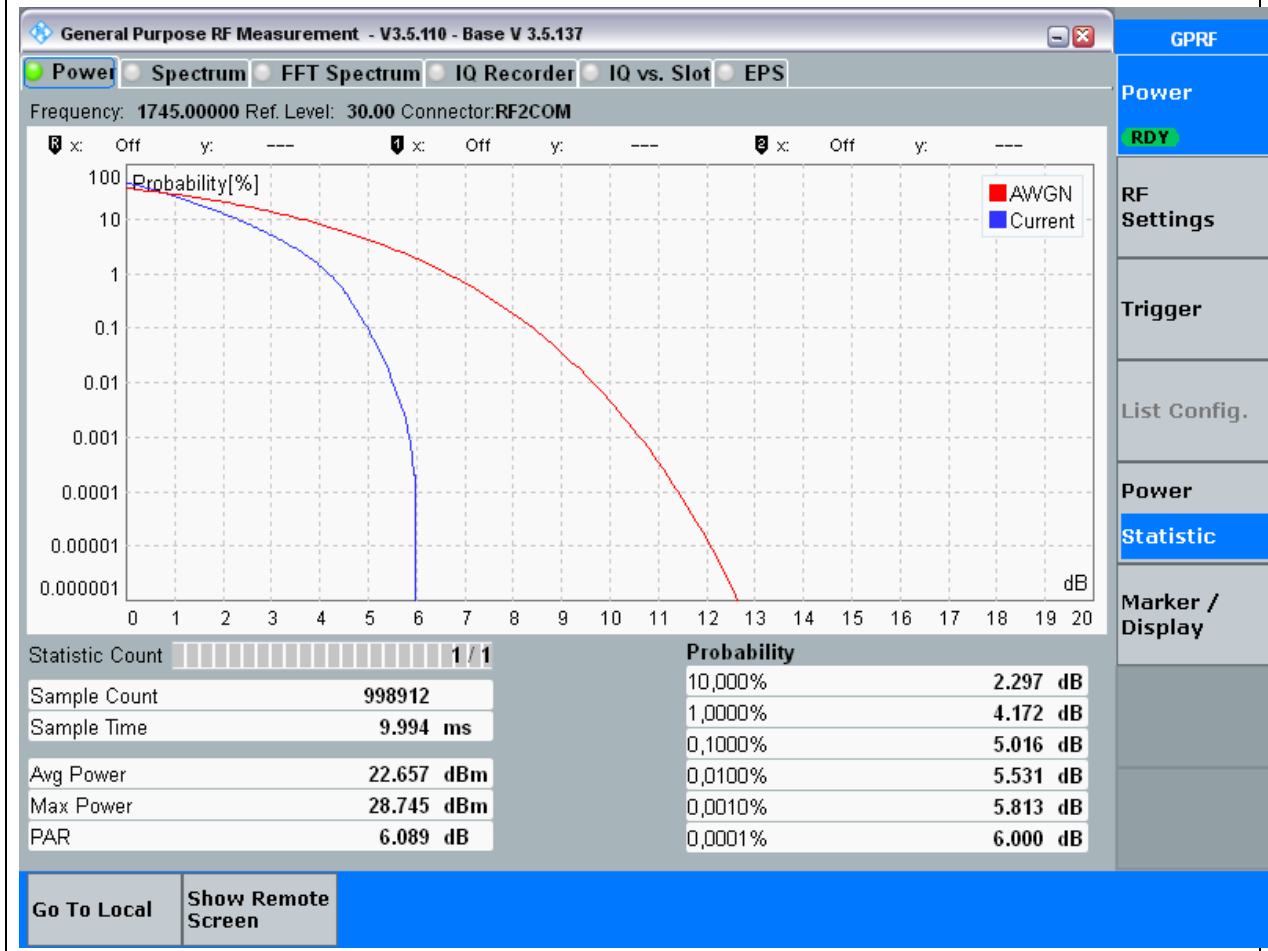 General Purpose RF Measurement - V3.5.110 - Base V 3.5.137
GPRF
Power Spectrum FFT Spectrum IQ Recorder IQ vs. Slot EPS
Frequency: 1745.00000 Ref. Level: 30.00 Connector:RF2COM
R x: Off y: --- 1 x: Off y: --- 2 x: Off y: ---
Probability[%]
AWGN
Current
100
10
1
0.1
0.01
0.001
0.0001
0.00001
0.000001
dB
0 1 2 3 4 5 6 7 8 9 10 11 12 13 14 15 16 17 18 19 20
Statistic Count 1 / 1
Sample Count 998912
Sample Time 9.994 ms
Avg Power 22.657 dBm
Max Power 28.745 dBm
PAR 6.089 dB
Probability
10,000% 2.297 dB
1,0000% 4.172 dB
0,1000% 5.016 dB
0,0100% 5.531 dB
0,0010% 5.813 dB
0,0001% 6.000 dB
Power
RDY
RF
Settings
Trigger
List Config.
Power
Statistic
Marker /
Display
Go To Local
Show Remote
Screen